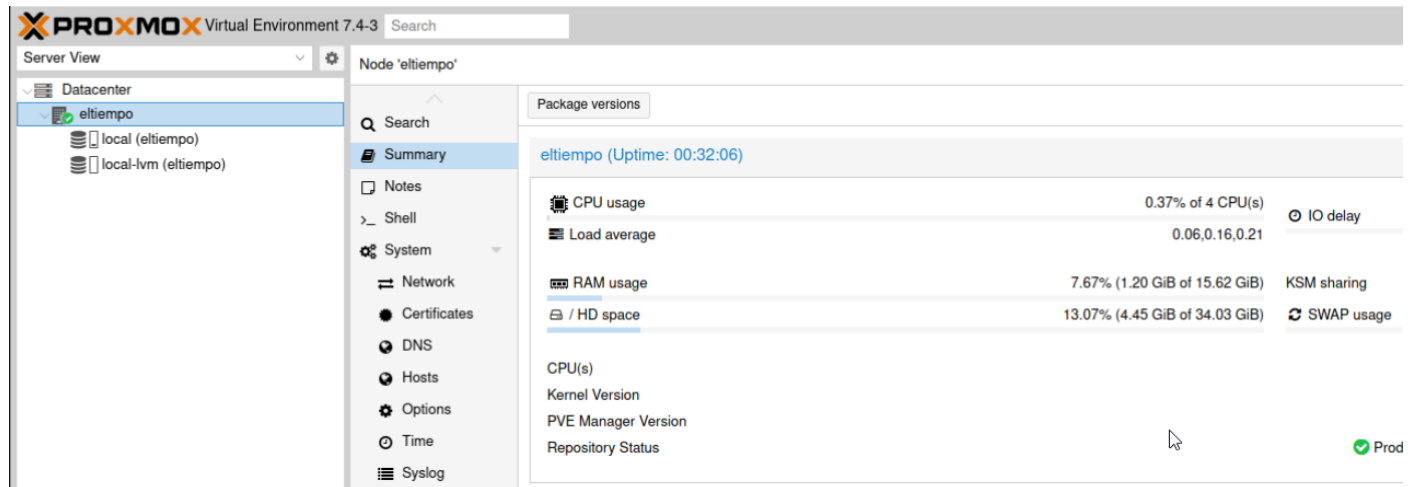 PROXMOX Virtual Environment 7.4-3 Search
Server View
Datacenter
eltiempo
local (eltiempo)
local-lvm (eltiempo)
Node 'eltiempo'
Search
Summary
Notes
Shell
System
Network
Certificates
DNS
Hosts
Options
Time
Syslog
Package versions
eltiempo (Uptime: 00:32:06)
CPU usage 0.37% of 4 CPU(s)
IO delay
Load average 0.06,0.16,0.21
RAM usage 7.67% (1.20 GiB of 15.62 GiB)
KSM sharing
/ HD space 13.07% (4.45 GiB of 34.03 GiB)
SWAP usage
CPU(s)
Kernel Version
PVE Manager Version
Repository Status Prod